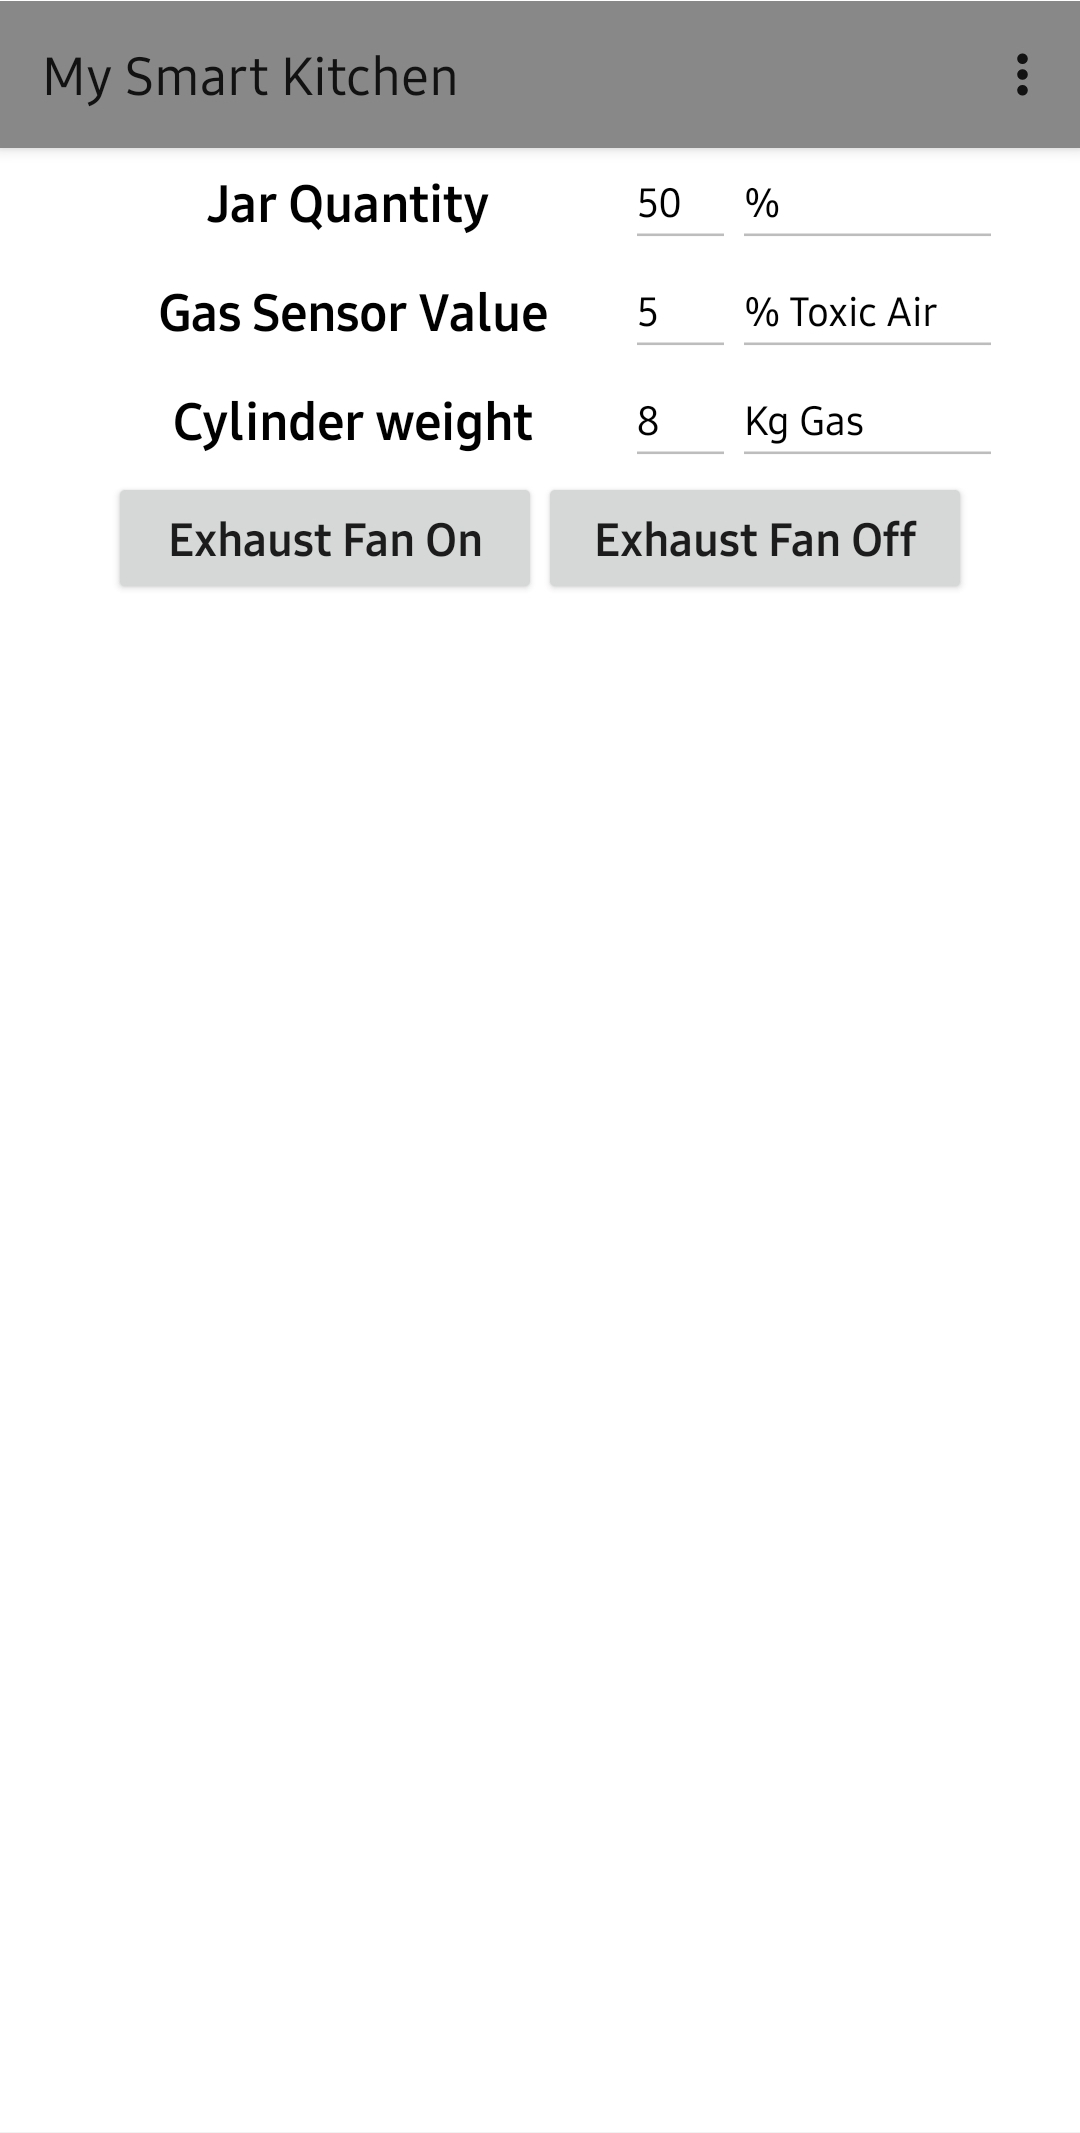 My Smart Kitchen
Jar Quantity 50 %
Gas Sensor Value 5 % Toxic Air
Cylinder weight 8 Kg Gas
Exhaust Fan On Exhaust Fan Off